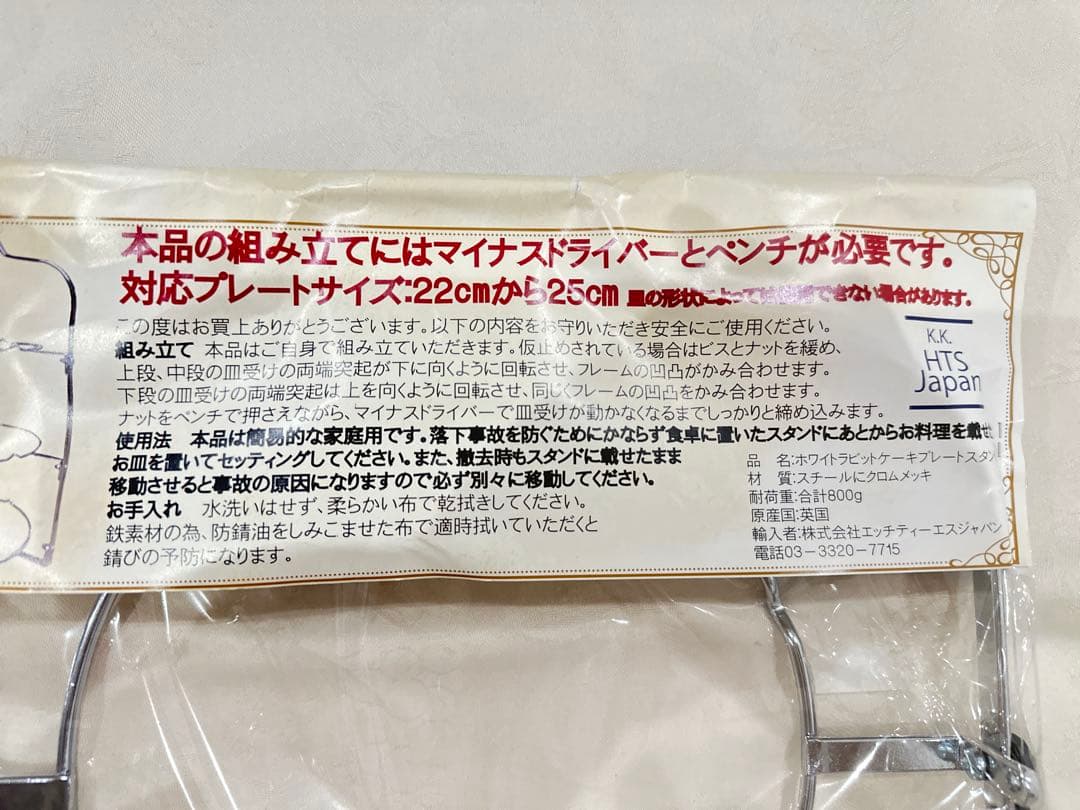 本品の組み立てにはマイナスドライバーとペンチが必要です。
対応プレートサイズ:22cmから25cm 皿の形状によっては できない場合があります。
この度はお買上ありがとうございます。以下の内容をお守りいただき安全にご使用ください。
組み立て 本品はご自身で組み立ていただきます。仮止めされている場合はビスとナットを緩め、
上段、中段の皿受けの両端突起が下に向くように回転させ、フレームの凹凸がかみ合わせます。
下段の皿受けの両端突起は上を向くように回転させ、同じくフレームの凹凸をかみ合わせます。
ナットをペンチで押さえながら、マイナスドライバーで皿受けが動かなくなるまでしっかりと締め込みます。
使用法 本品は簡易的な家庭用です。落下事故を防ぐためにかならず食卓に置いたスタンドにあとからお料理を載せ
お皿を置いてセッティングしてください。また、撤去時もスタンドに載せたまま
移動させると事故の原因になりますので必ず別々に移動してください。
お手入れ 水洗いはせず、柔らかい布で乾拭きしてください。
鉄素材の為、防錆油をしみこませた布で適時拭いていただくと
錆びの予防になります。
K.K.
HTS
Japan
品 名:ホワイトラビットケーキプレートスタン
材 質:スチールにクロムメッキ
耐荷重:合計800g
原産国:英国
輸入者:株式会社エッチティーエスジャパン
電話03-3320-7715